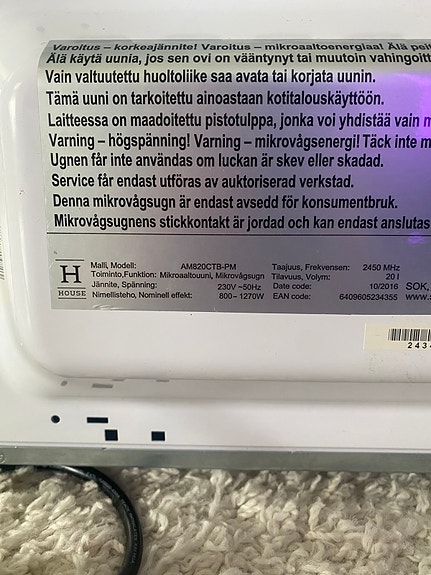 Varoitus – korkeajännite! Varoitus – mikroaaltoenergiaa! Älä
Älä käytä uunia, jos sen ovi on vääntynyt tai muutoin
Vain valtuutettu huoltoliike saa avata tai korjata uunin.
Tämä uuni on tarkoitettu ainoastaan kotitalouskäyttöön.
Laitteessa on maadoitettu pistotulppa, jonka voi yhdistää vain
Varning – högspänning! Varning – mikrovågsenergi! Täck inte
Ugnen får inte användas om luckan är skev eller skadad.
Service får endast utföras av auktoriserad verkstad.
Denna mikrovågsugn är endast avsedd för konsumentbruk.
Mikrovågsugnens stickkontakt är jordad och kan endast anslutas
H
HOUSE
Malli, Modell: AM820CTB-PM
Toiminto,Funktion: Mikroaaltouuni, Mikrovågsugn
Jännite, Spänning: 230V ~50Hz
Nimellisteho, Nominell effekt: 800– 1270W
Taajuus, Frekvensen: 2450 MHz
Tilavuus, Volym: 20 l
Date code: 10/2016
EAN code: 6409605234355
SOK,